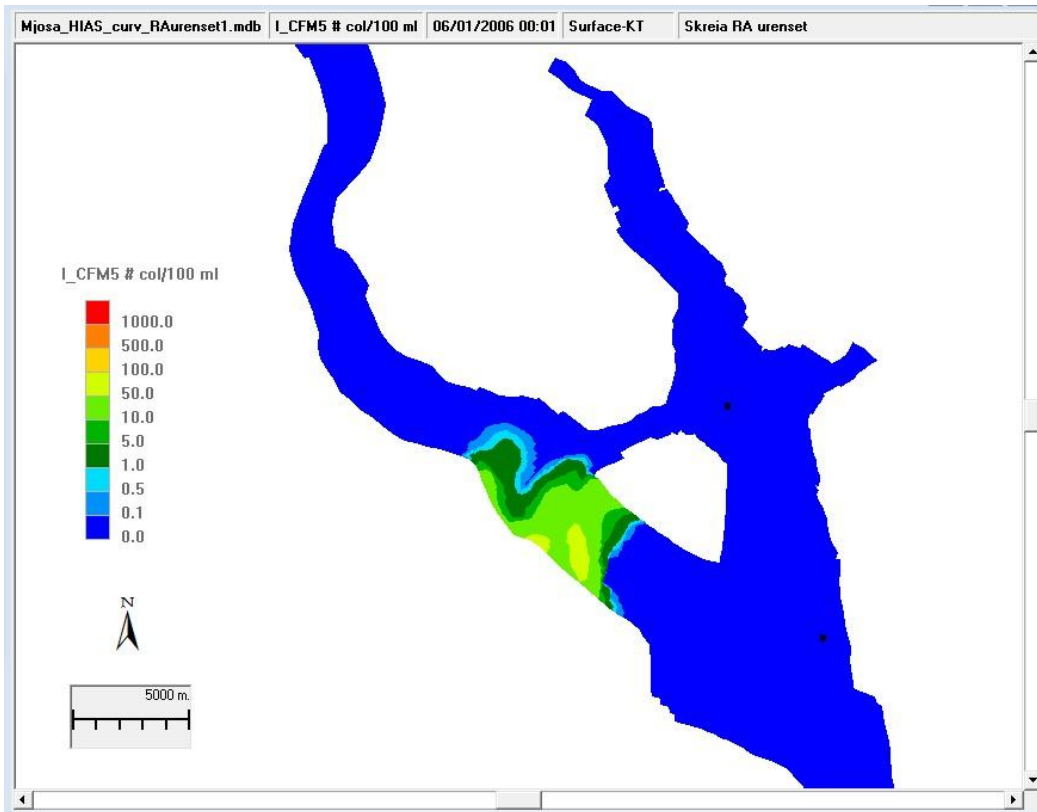 Mjosa_HIAS_curv_RAurenset1.mdb I_CFM5 # col/100 ml 06/01/2006 00:01 Surface-KT Skreia RA urenset
I_CFM5 # col/100 ml
1000.0
500.0
100.0
50.0
10.0
5.0
1.0
0.5
0.1
0.0
N
5000 m.